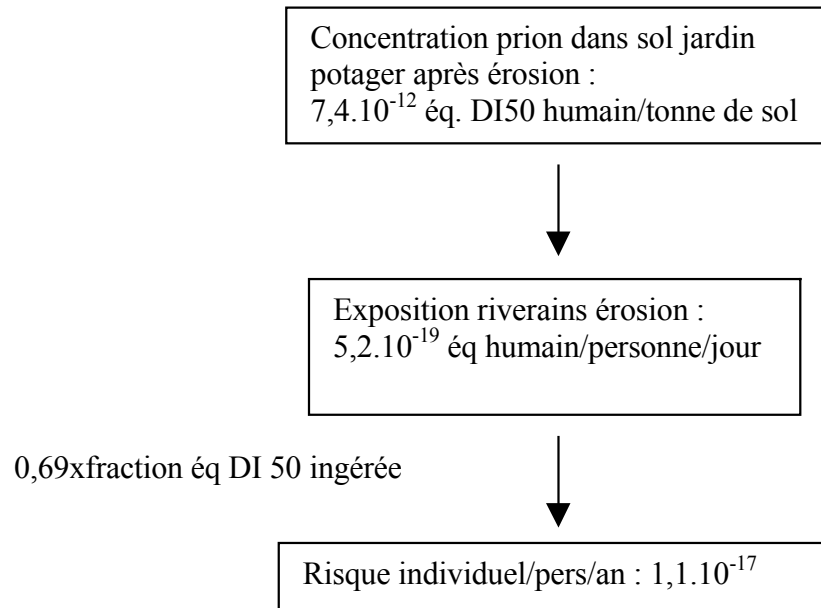 Concentration prion dans sol jardin
potager après érosion :
7,4.10⁻¹² éq. DI50 humain/tonne de sol
Exposition riverains érosion :
5,2.10⁻¹⁹ éq humain/personne/jour
0,69xfraction éq DI 50 ingérée
Risque individuel/pers/an : 1,1.10⁻¹⁷